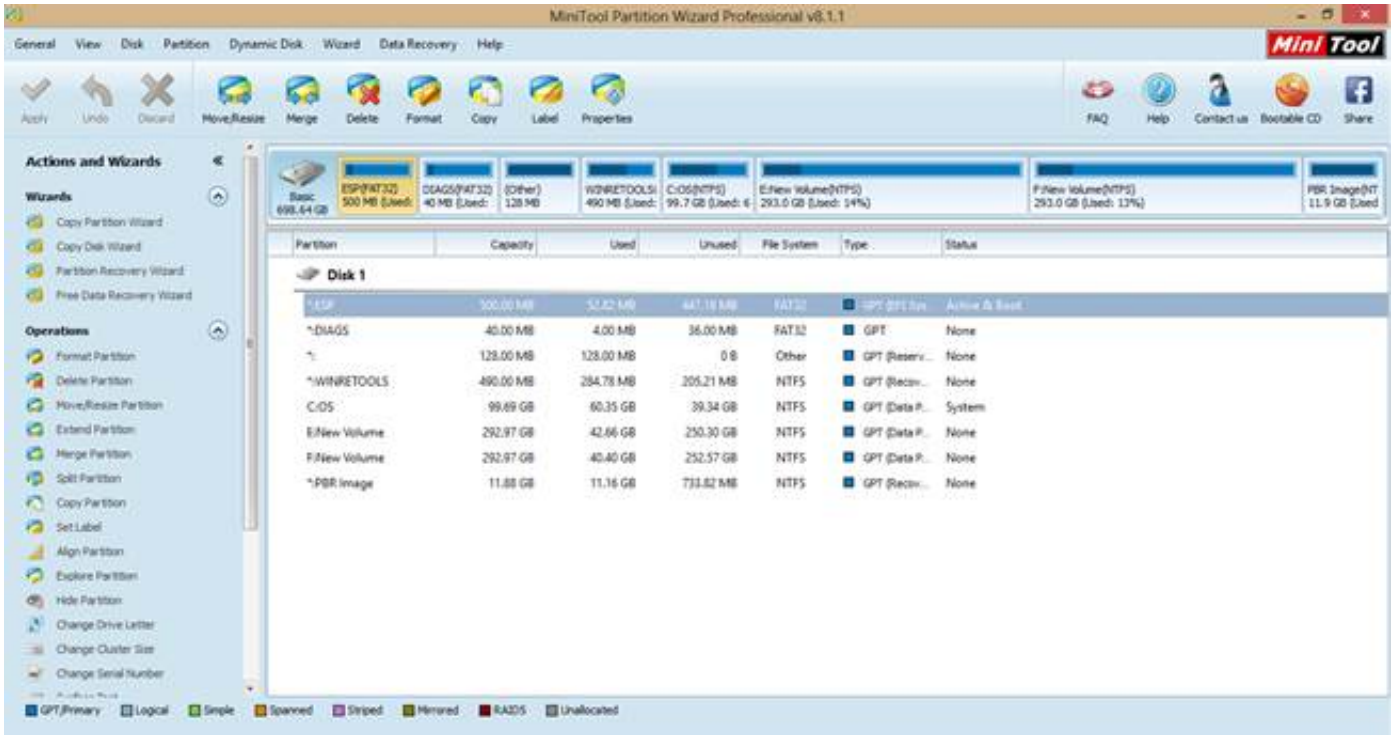 MiniTool Partition Wizard Professional v8.1.1
General View Disk Partition Dynamic Disk Wizard Data Recovery Help
Mini Tool
Apply Undo Discard Move/Resize Merge Delete Format Copy Label Properties FAQ Help Contact us Bootable CD Share
Actions and Wizards
Wizards
Copy Partition Wizard
Copy Disk Wizard
Partition Recovery Wizard
Free Data Recovery Wizard
Operations
Format Partition
Delete Partition
Move/Resize Partition
Extend Partition
Merge Partition
Split Partition
Copy Partition
Set Label
Align Partition
Explore Partition
Hide Partition
Change Drive Letter
Change Cluster Size
Change Serial Number
Basic
698.64 GB
ESP(FAT32)
500 MB (Used:
DIAGS(FAT32)
40 MB (Used:
(Other)
128 MB
WINRETOOLS(
490 MB (Used:
C:OS(NTFS)
99.7 GB (Used: 6
E:New Volume(NTFS)
293.0 GB (Used: 14%)
F:New Volume(NTFS)
293.0 GB (Used: 13%)
PBR Image(NT
11.9 GB (Used
Partition Capacity Used Unused File System Type Status
Disk 1
*:ESP 500.00 MB 52.82 MB 447.18 MB FAT32 GPT (EFI Sys... Active & Boot
*:DIAGS 40.00 MB 4.00 MB 36.00 MB FAT32 GPT None
*: 128.00 MB 128.00 MB 0 B Other GPT (Reserv... None
*:WINRETOOLS 490.00 MB 284.78 MB 205.21 MB NTFS GPT (Recov... None
C:OS 99.69 GB 60.35 GB 39.34 GB NTFS GPT (Data P... System
E:New Volume 292.97 GB 42.66 GB 250.30 GB NTFS GPT (Data P... None
F:New Volume 292.97 GB 40.40 GB 252.57 GB NTFS GPT (Data P... None
*:PBR Image 11.88 GB 11.16 GB 733.82 MB NTFS GPT (Recov... None
GPT/Primary Logical Simple Spanned Striped Mirrored RAID5 Unallocated